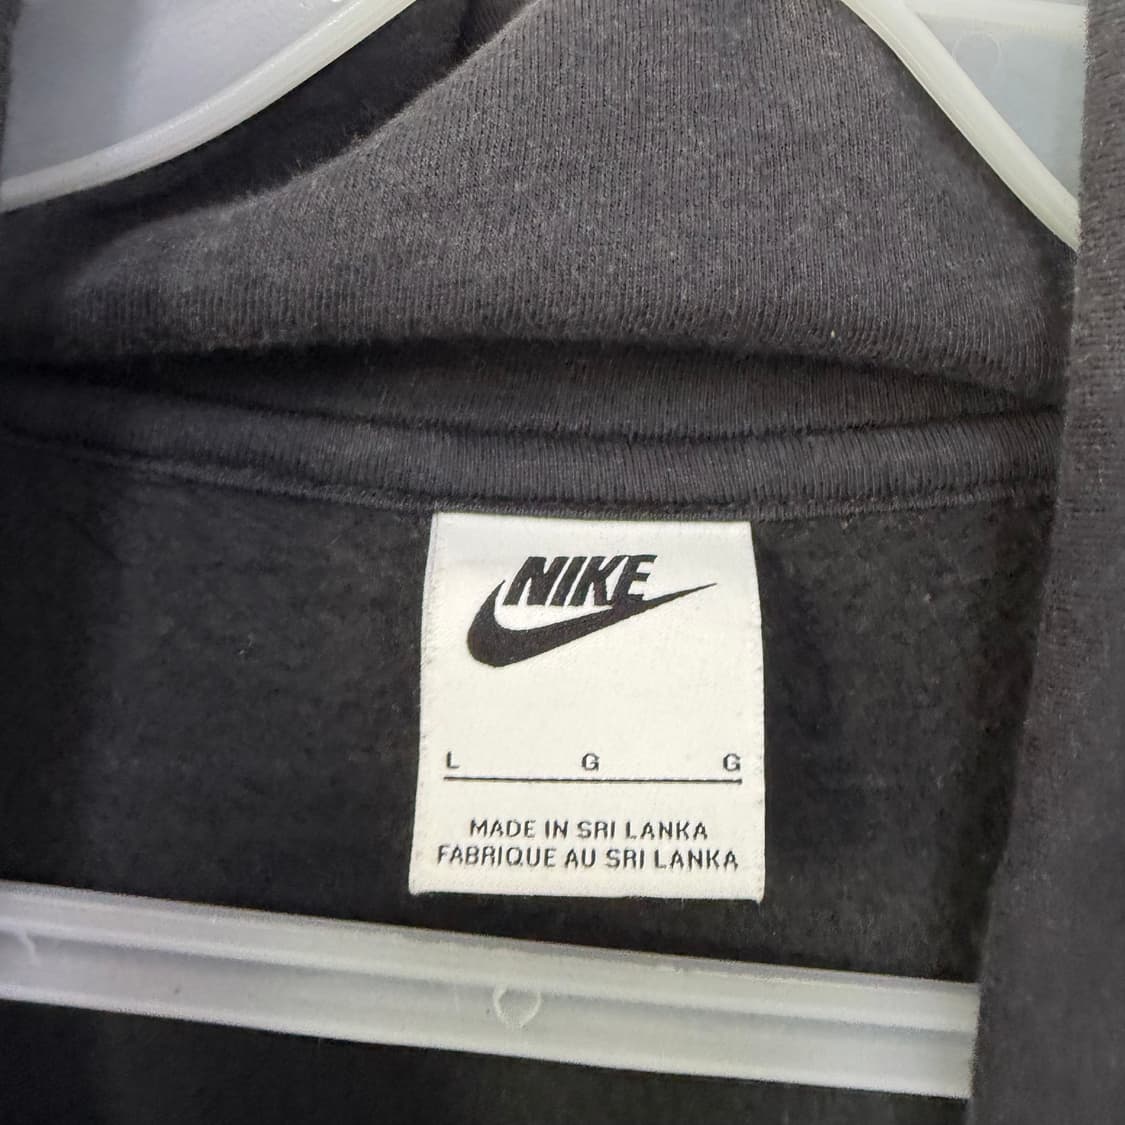 NIKE
L G G
MADE IN SRI LANKA
FABRIQUE AU SRI LANKA